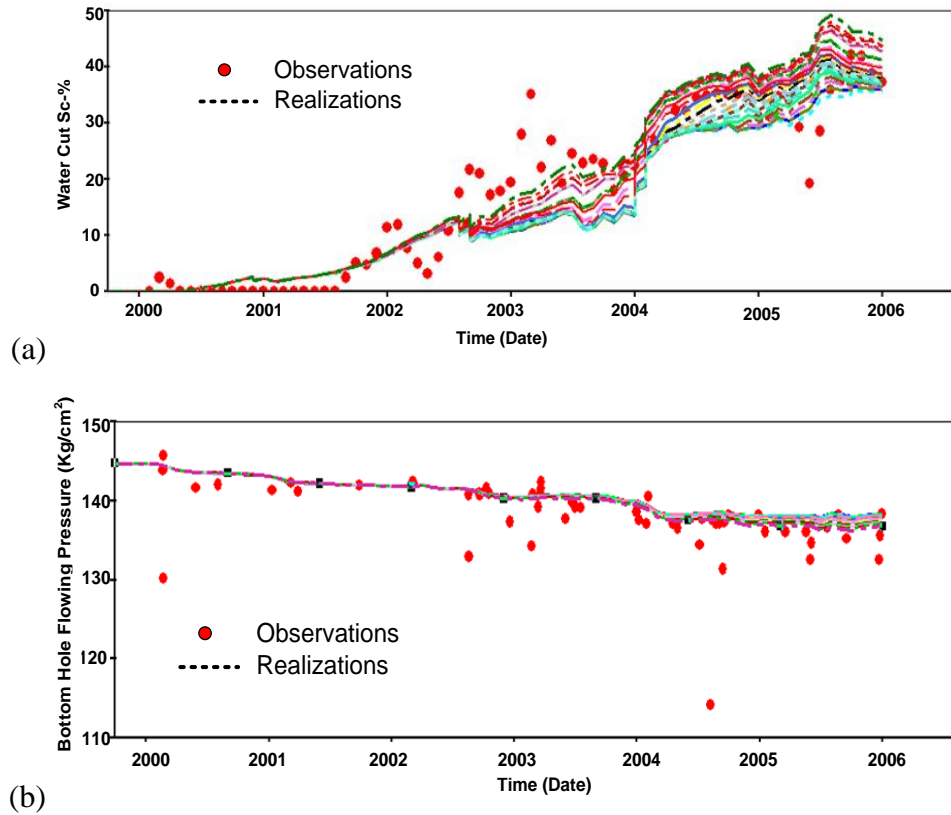 50
40
30
20
10
0
Water Cut Sc-%
Observations
Realizations
2000 2001 2002 2003 2004 2005 2006
Time (Date)
(a)
150
140
130
120
110
Bottom Hole Flowing Pressure (Kg/cm²)
Observations
Realizations
2000 2001 2002 2003 2004 2005 2006
Time (Date)
(b)